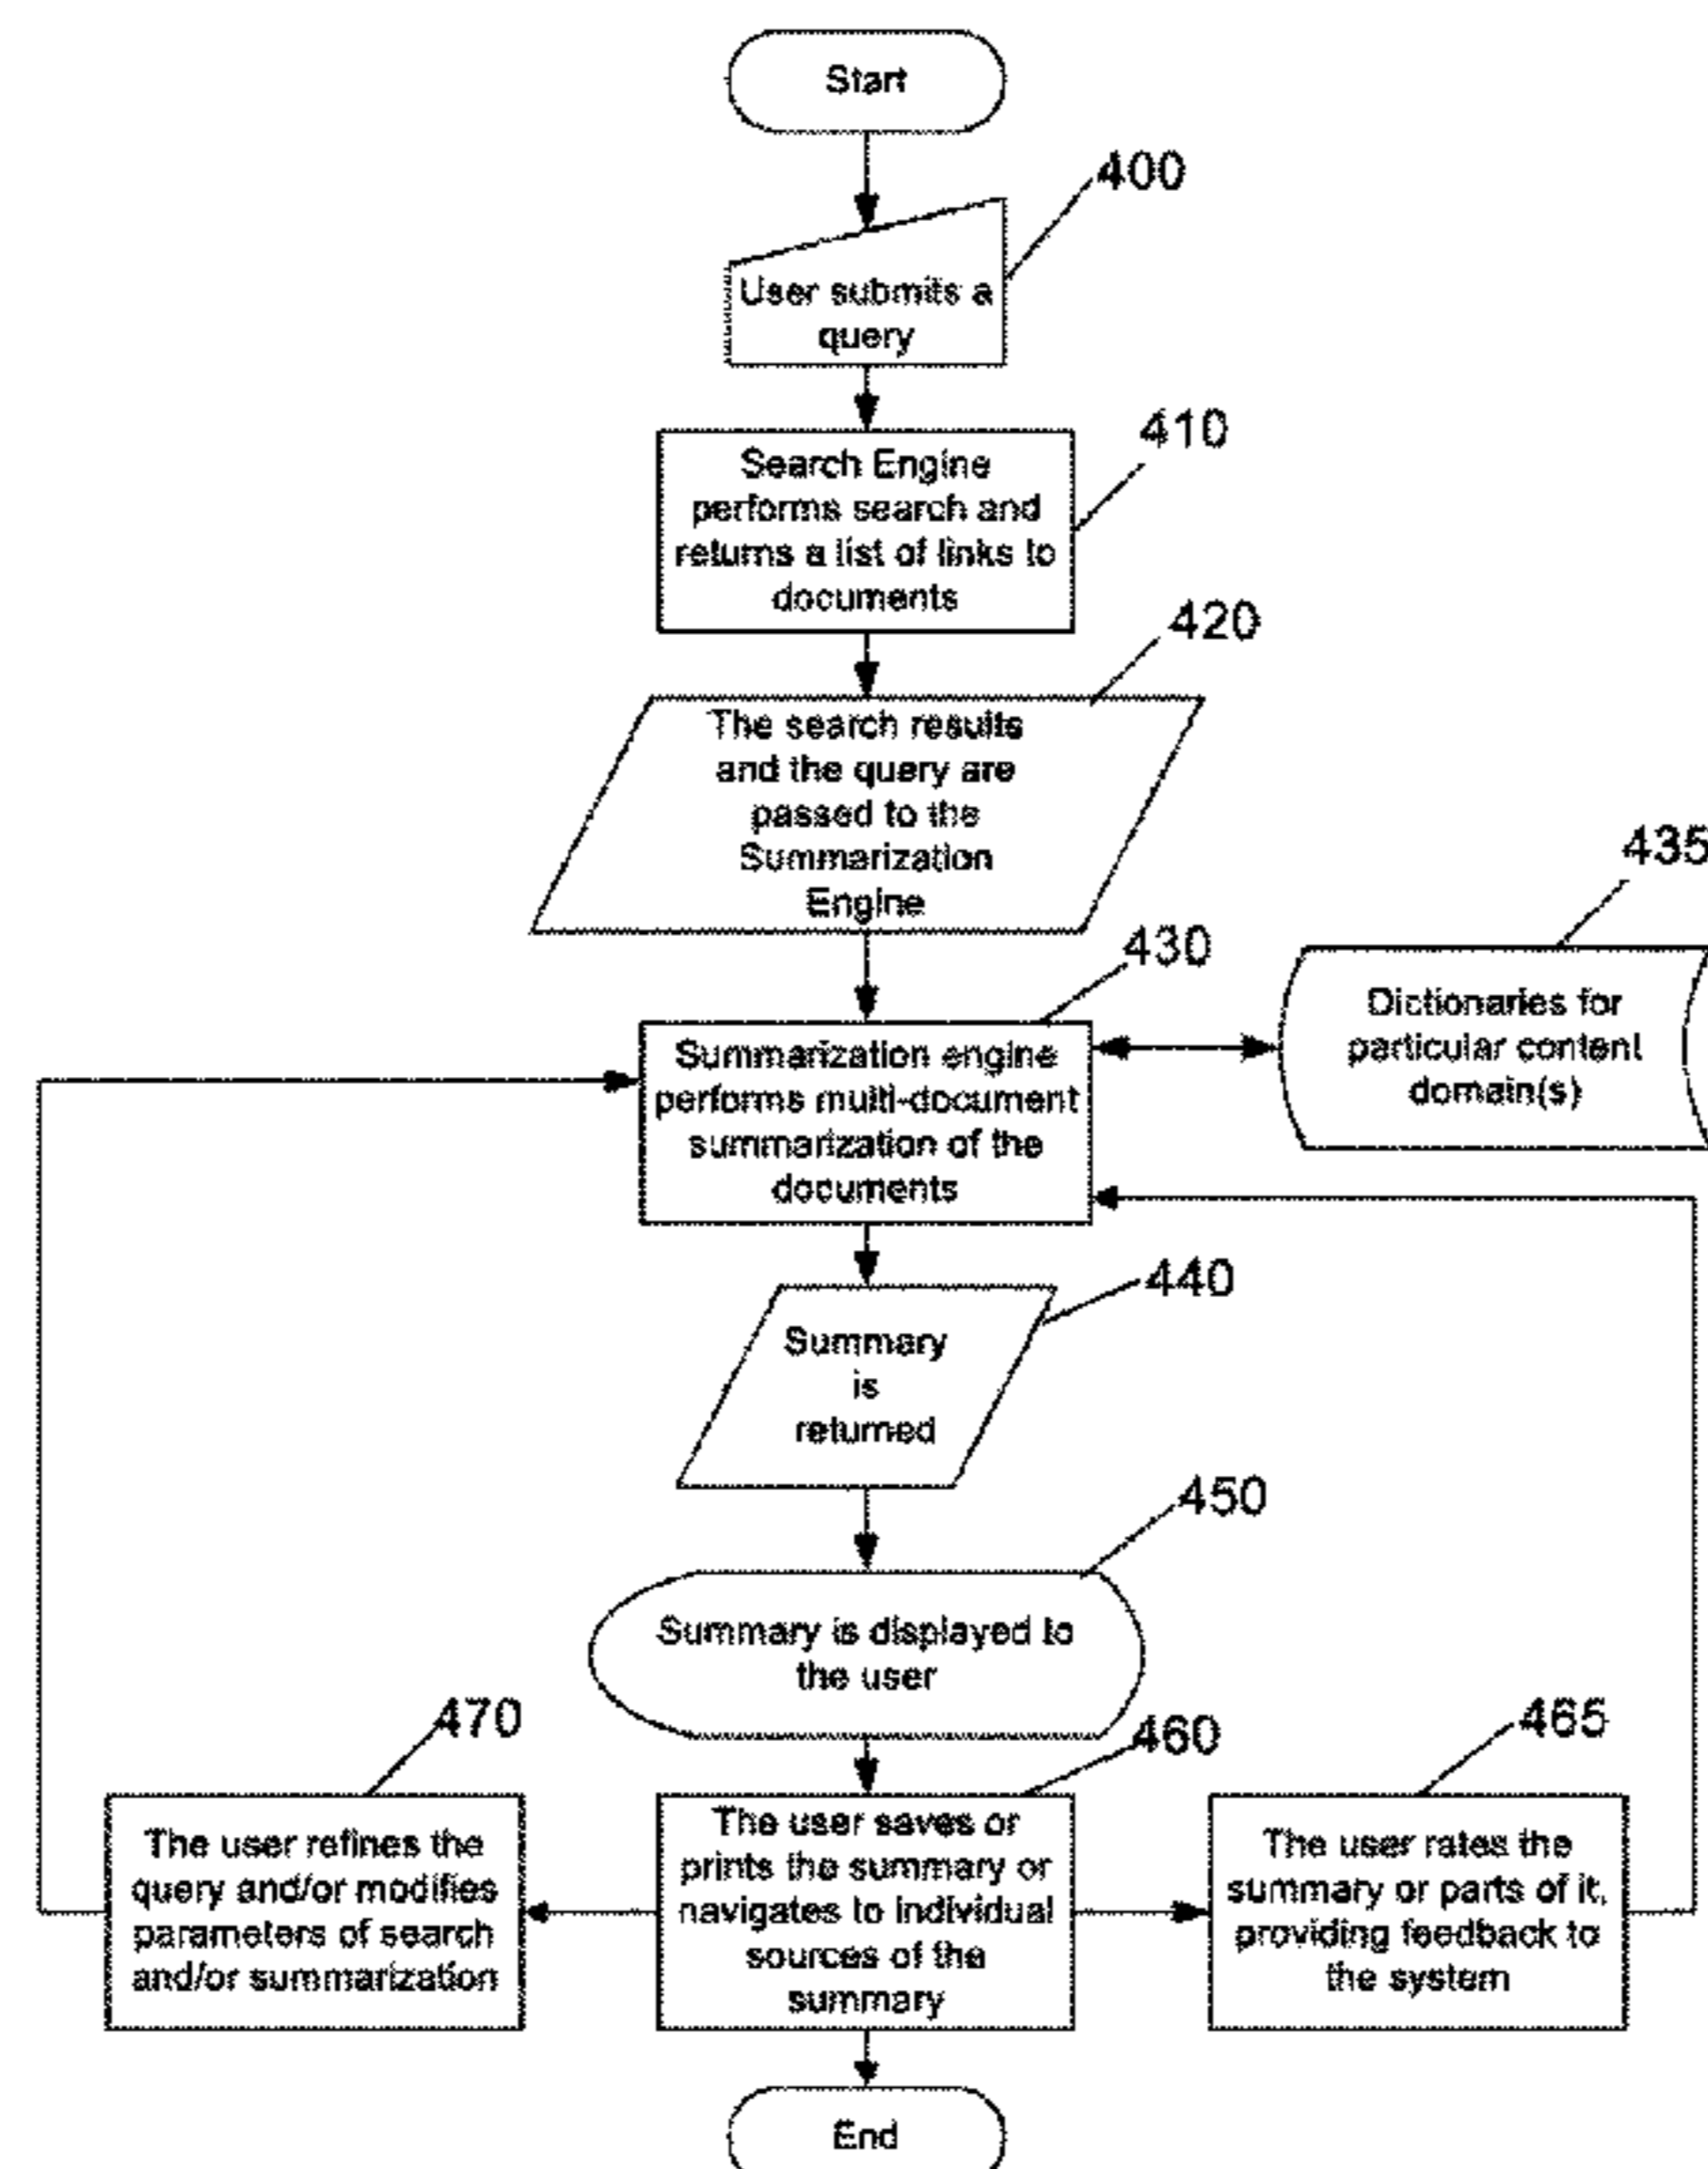 Start
400
User submits a
query
410
Search Engine
performs search and
returns a list of links to
documents
420
The search results
and the query are
passed to the
Summarization
Engine
435
430
Dictionaries for
particular content
domain(s)
Summarization engine
performs multi-document
summarization of the
documents
440
Summary
is
returned
450
Summary is displayed to
the user
470
460
465
The user refines the
query and/or modifies
parameters of search
and/or summarization
The user saves or
prints the summary or
navigates to individual
sources of the
summary
The user rates the
summary or parts of it,
providing feedback to
the system
End